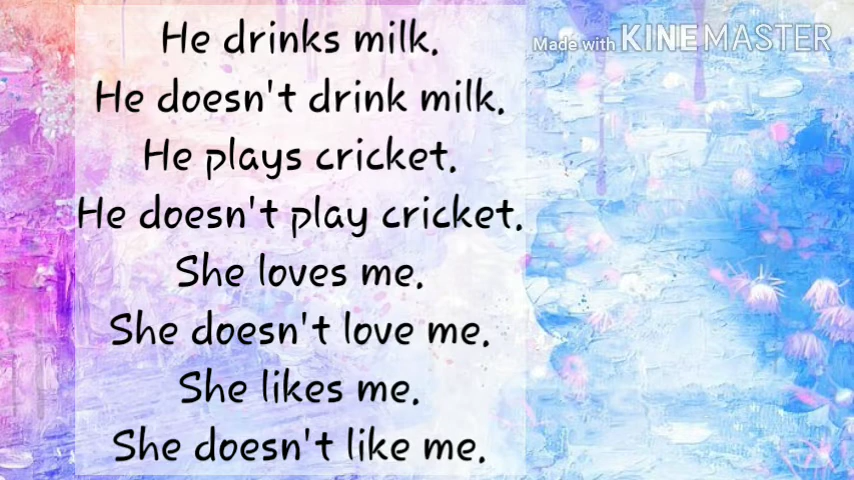 He drinks milk.
Made with KINEMASTER
He doesn't drink milk.
He plays cricket.
He doesn't play cricket.
She loves me.
She doesn't love me.
She likes me.
She doesn't like me.